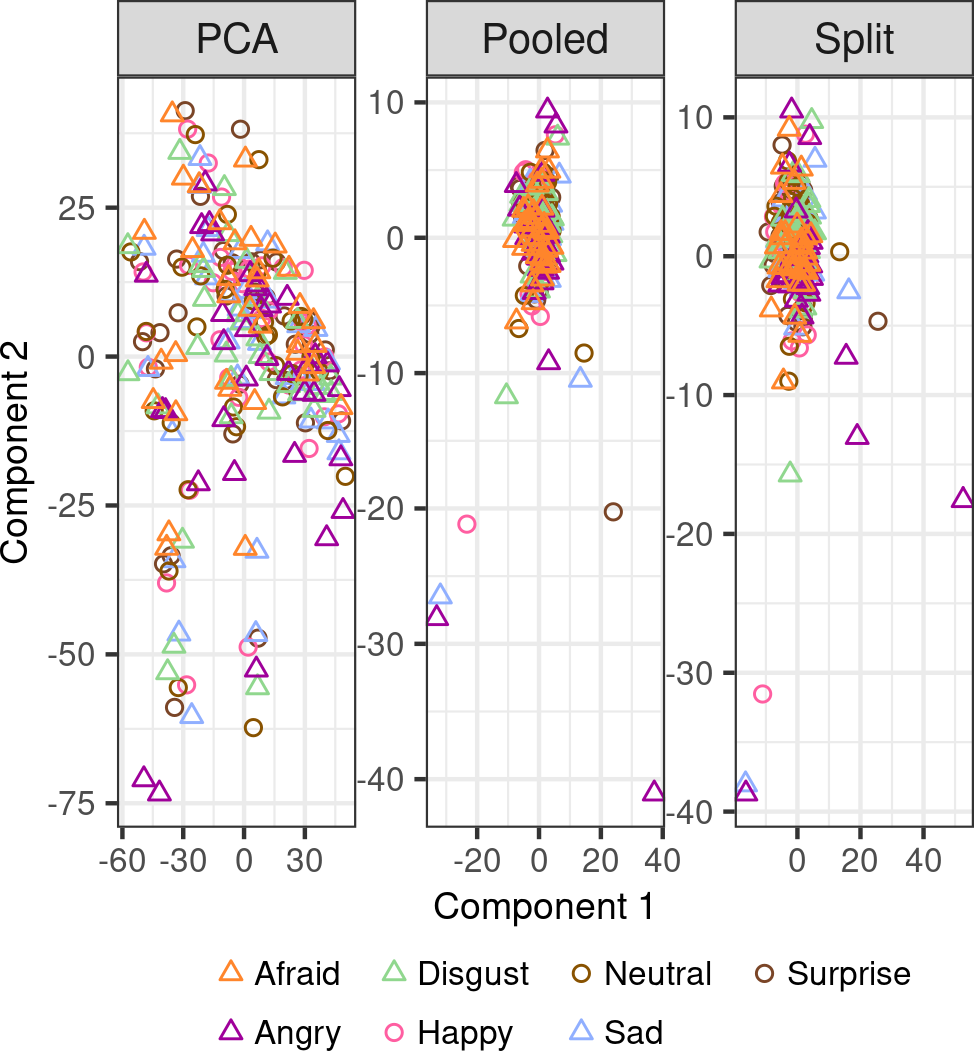 PCA Pooled Split
Component 2
25
0
-25
-50
-75
-60 -30 0 30
10
0
-10
-20
-30
-40
-20 0 20 40
10
0
-10
-20
-30
-40
0 20 40
Component 1
Afraid Disgust Neutral Surprise
Angry Happy Sad